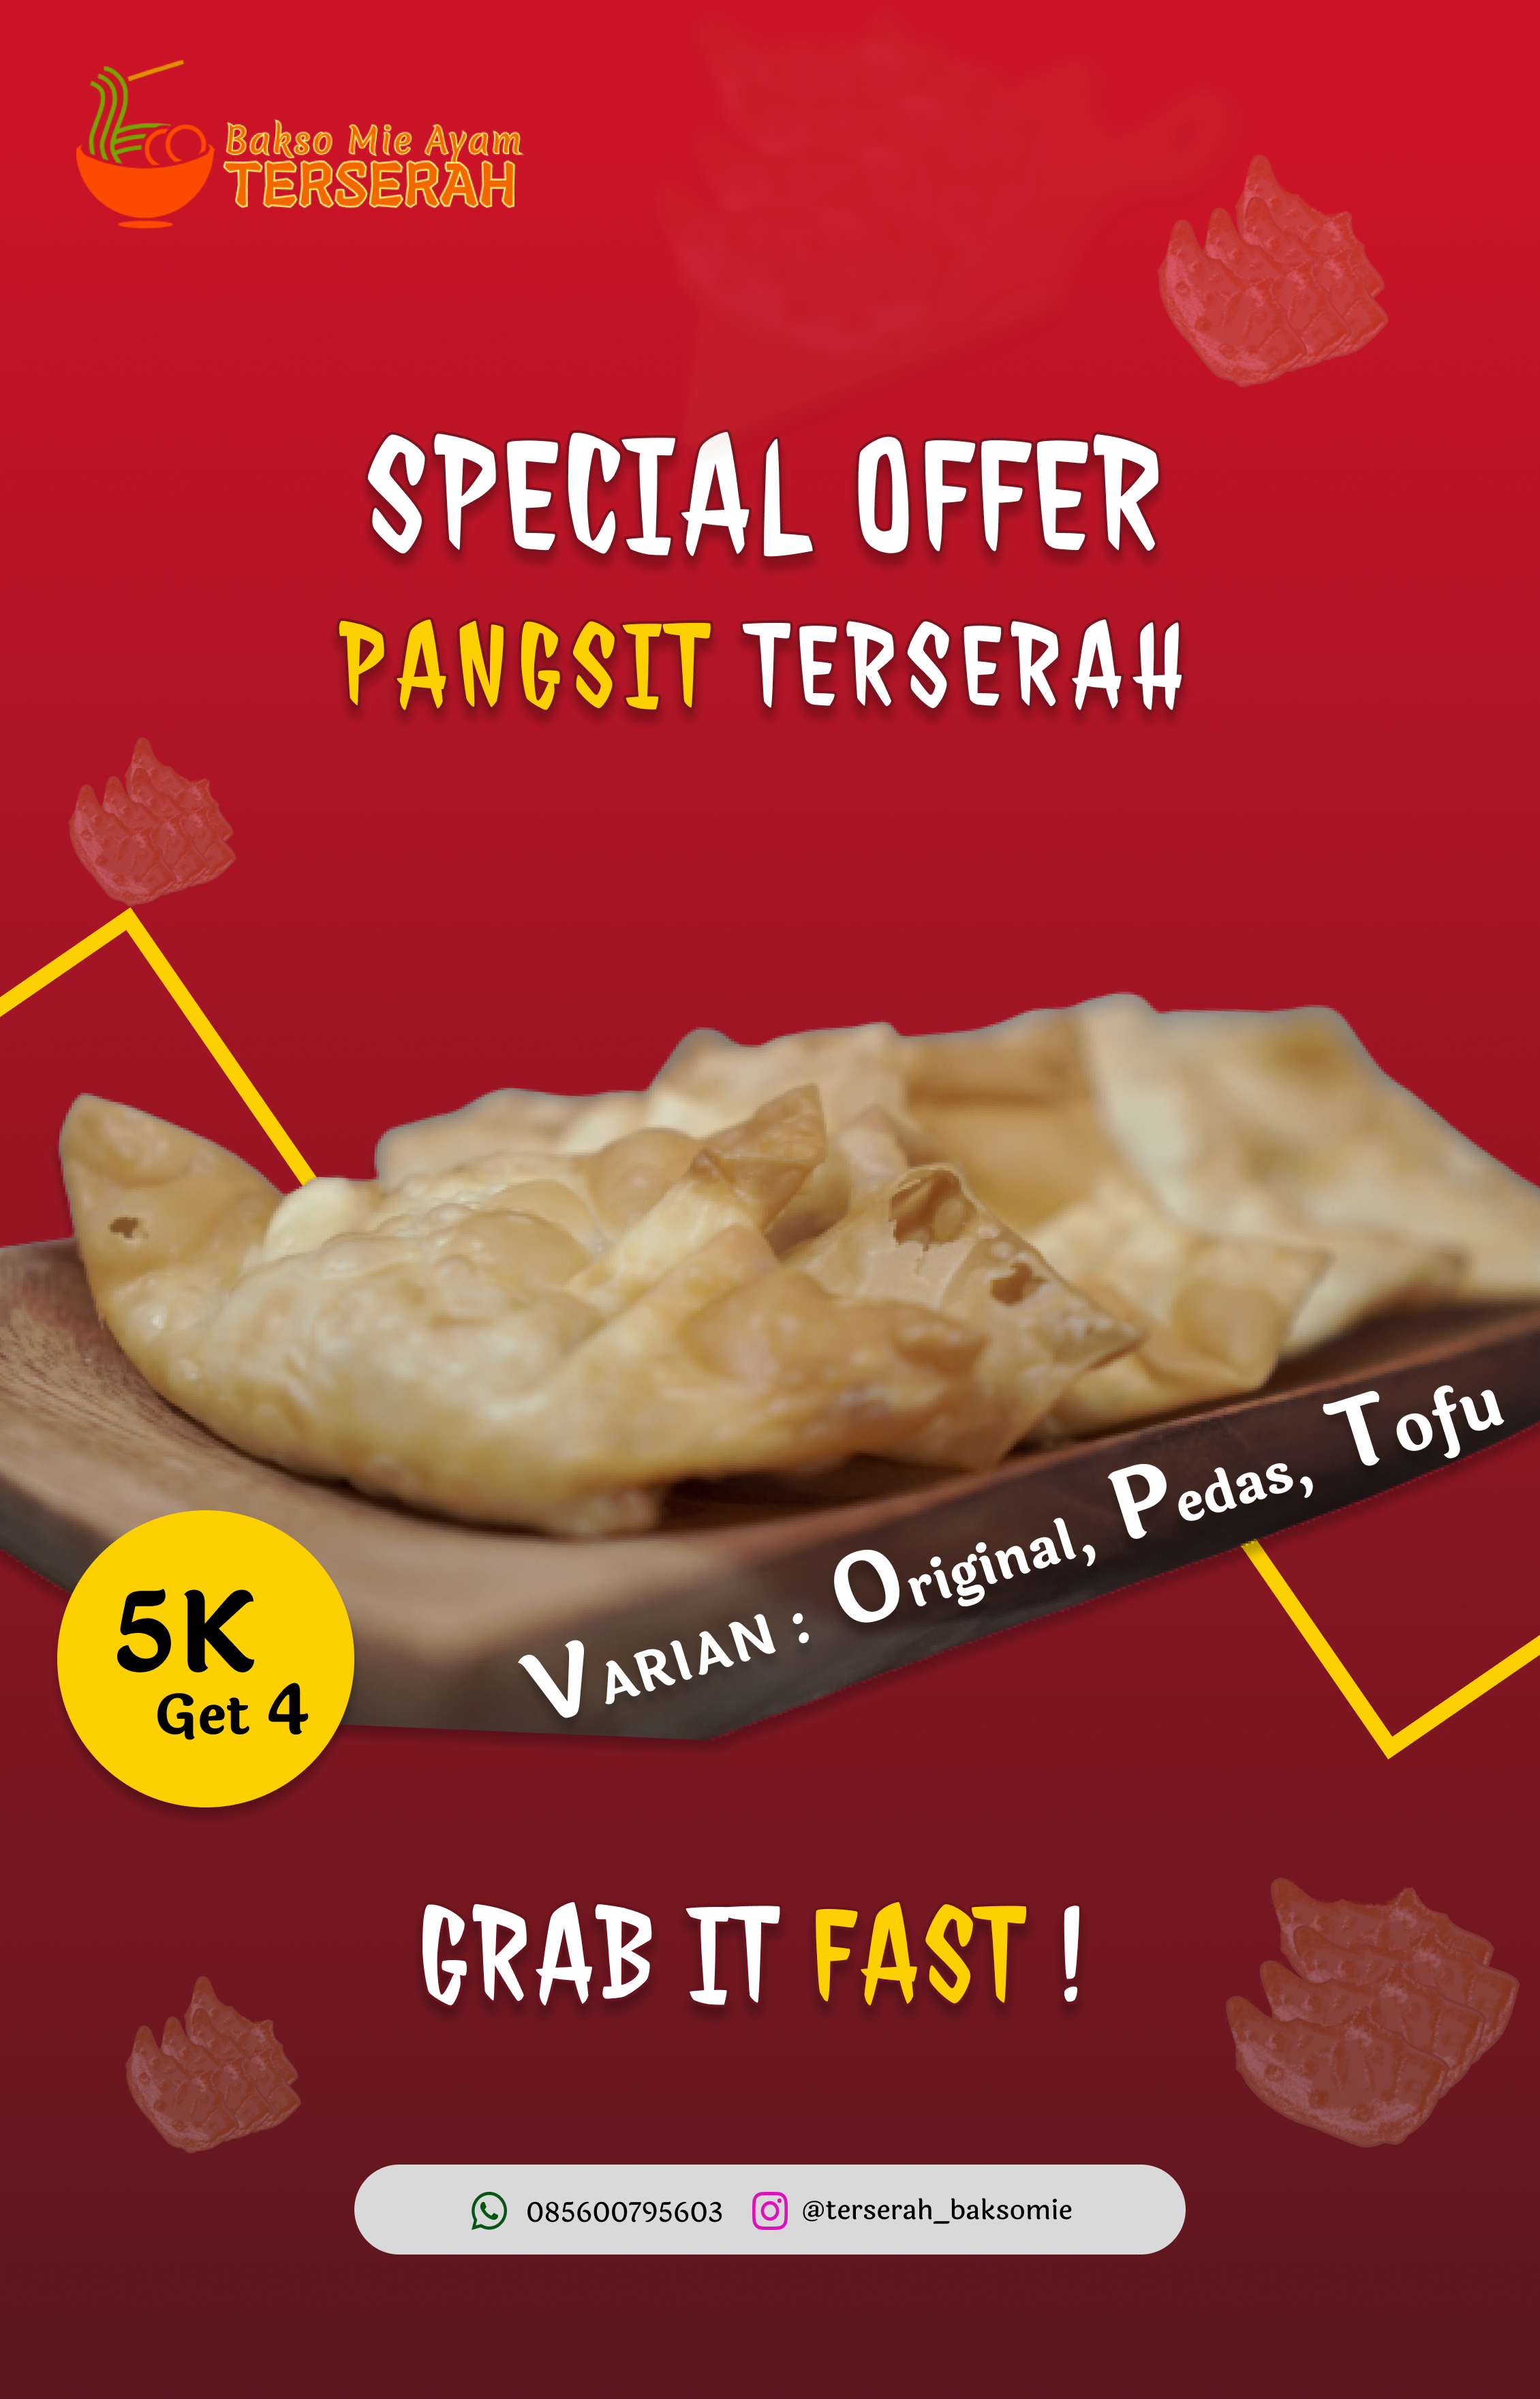 Bakso Mie Ayam
TERSERAH
SPECIAL OFFER
PANGSIT TERSERAH
VARIAN : Original, Pedas, Tofu
5K
Get 4
GRAB IT FAST !
085600795603 @terserah_baksomie